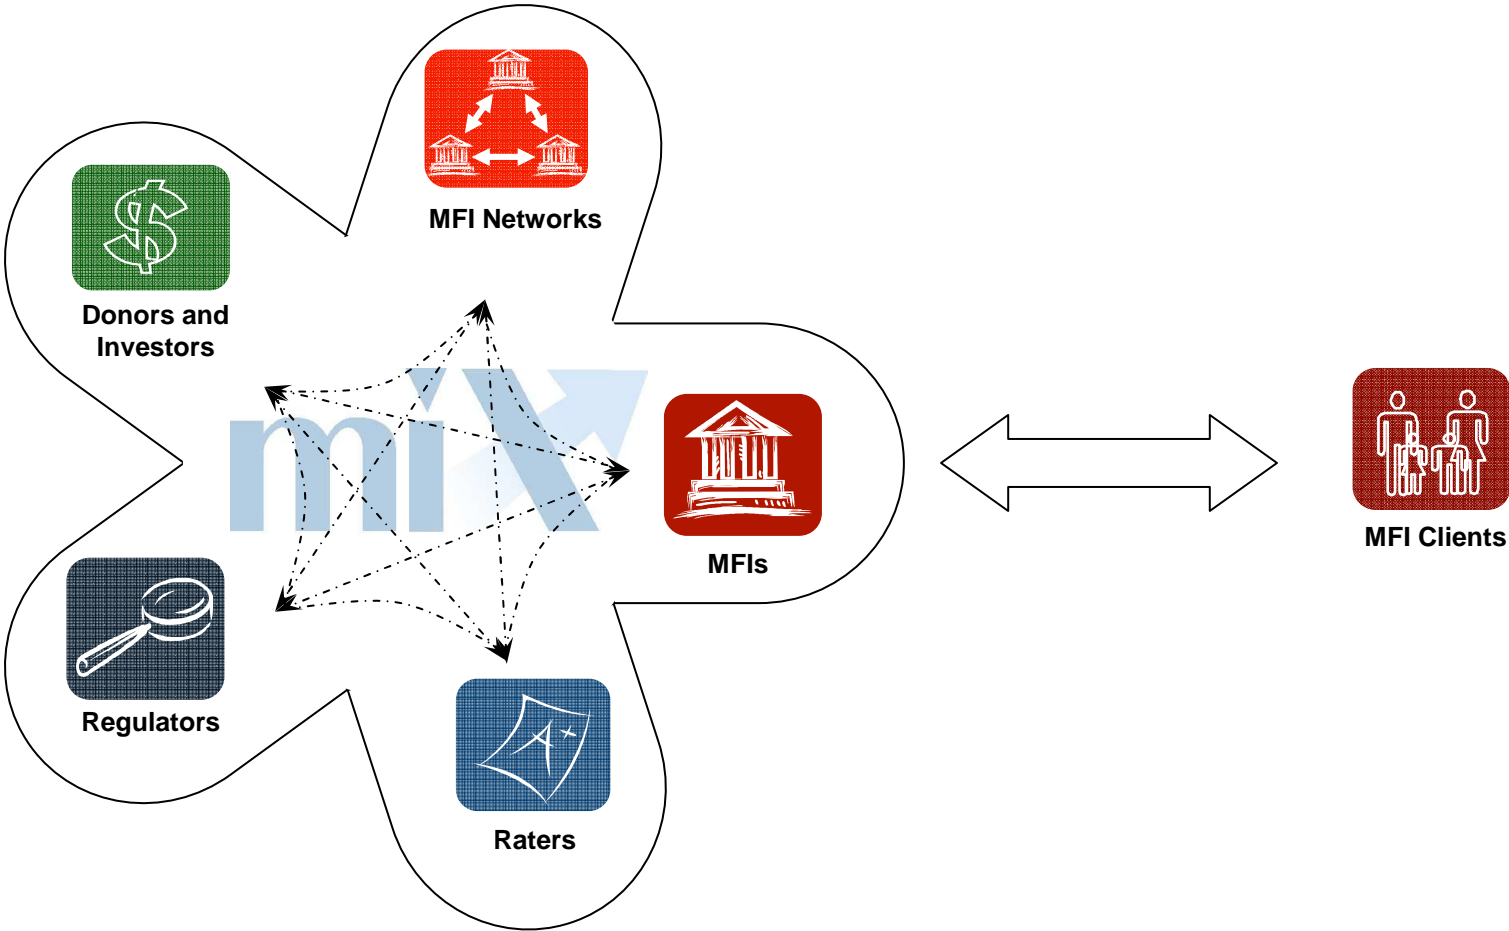 MFI Networks
Donors and
Investors
mix
MFIs
MFI Clients
Regulators
A+
Raters